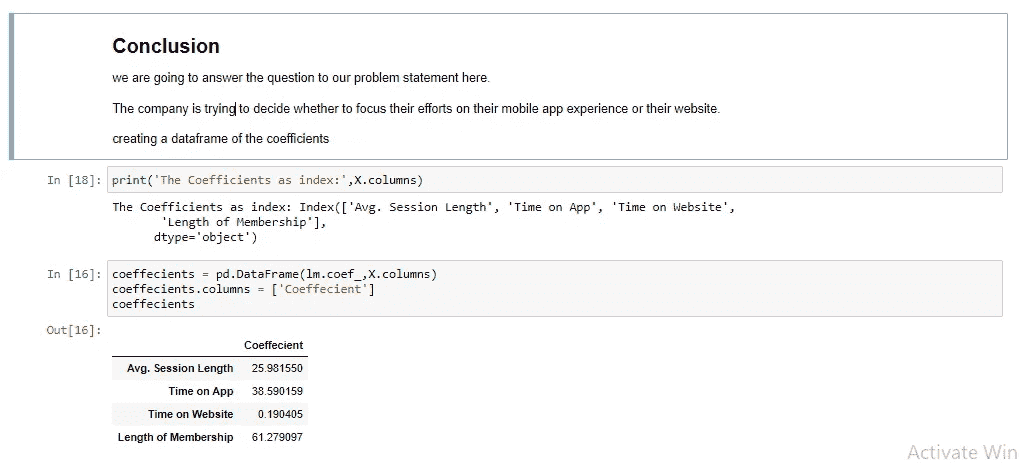 Conclusion
we are going to answer the question to our problem statement here.
The company is trying to decide whether to focus their efforts on their mobile app experience or their website.
creating a dataframe of the coefficients
In [18]: print('The Coefficients as index:',X.columns)
The Coefficients as index: Index(['Avg. Session Length', 'Time on App', 'Time on Website',
'Length of Membership'],
dtype='object')
In [16]: coeffecients = pd.DataFrame(lm.coef_,X.columns)
coeffecients.columns = ['Coeffecient']
coeffecients
Out[16]:
Coeffecient
Avg. Session Length 25.981550
Time on App 38.590159
Time on Website 0.190405
Length of Membership 61.279097
Activate Win